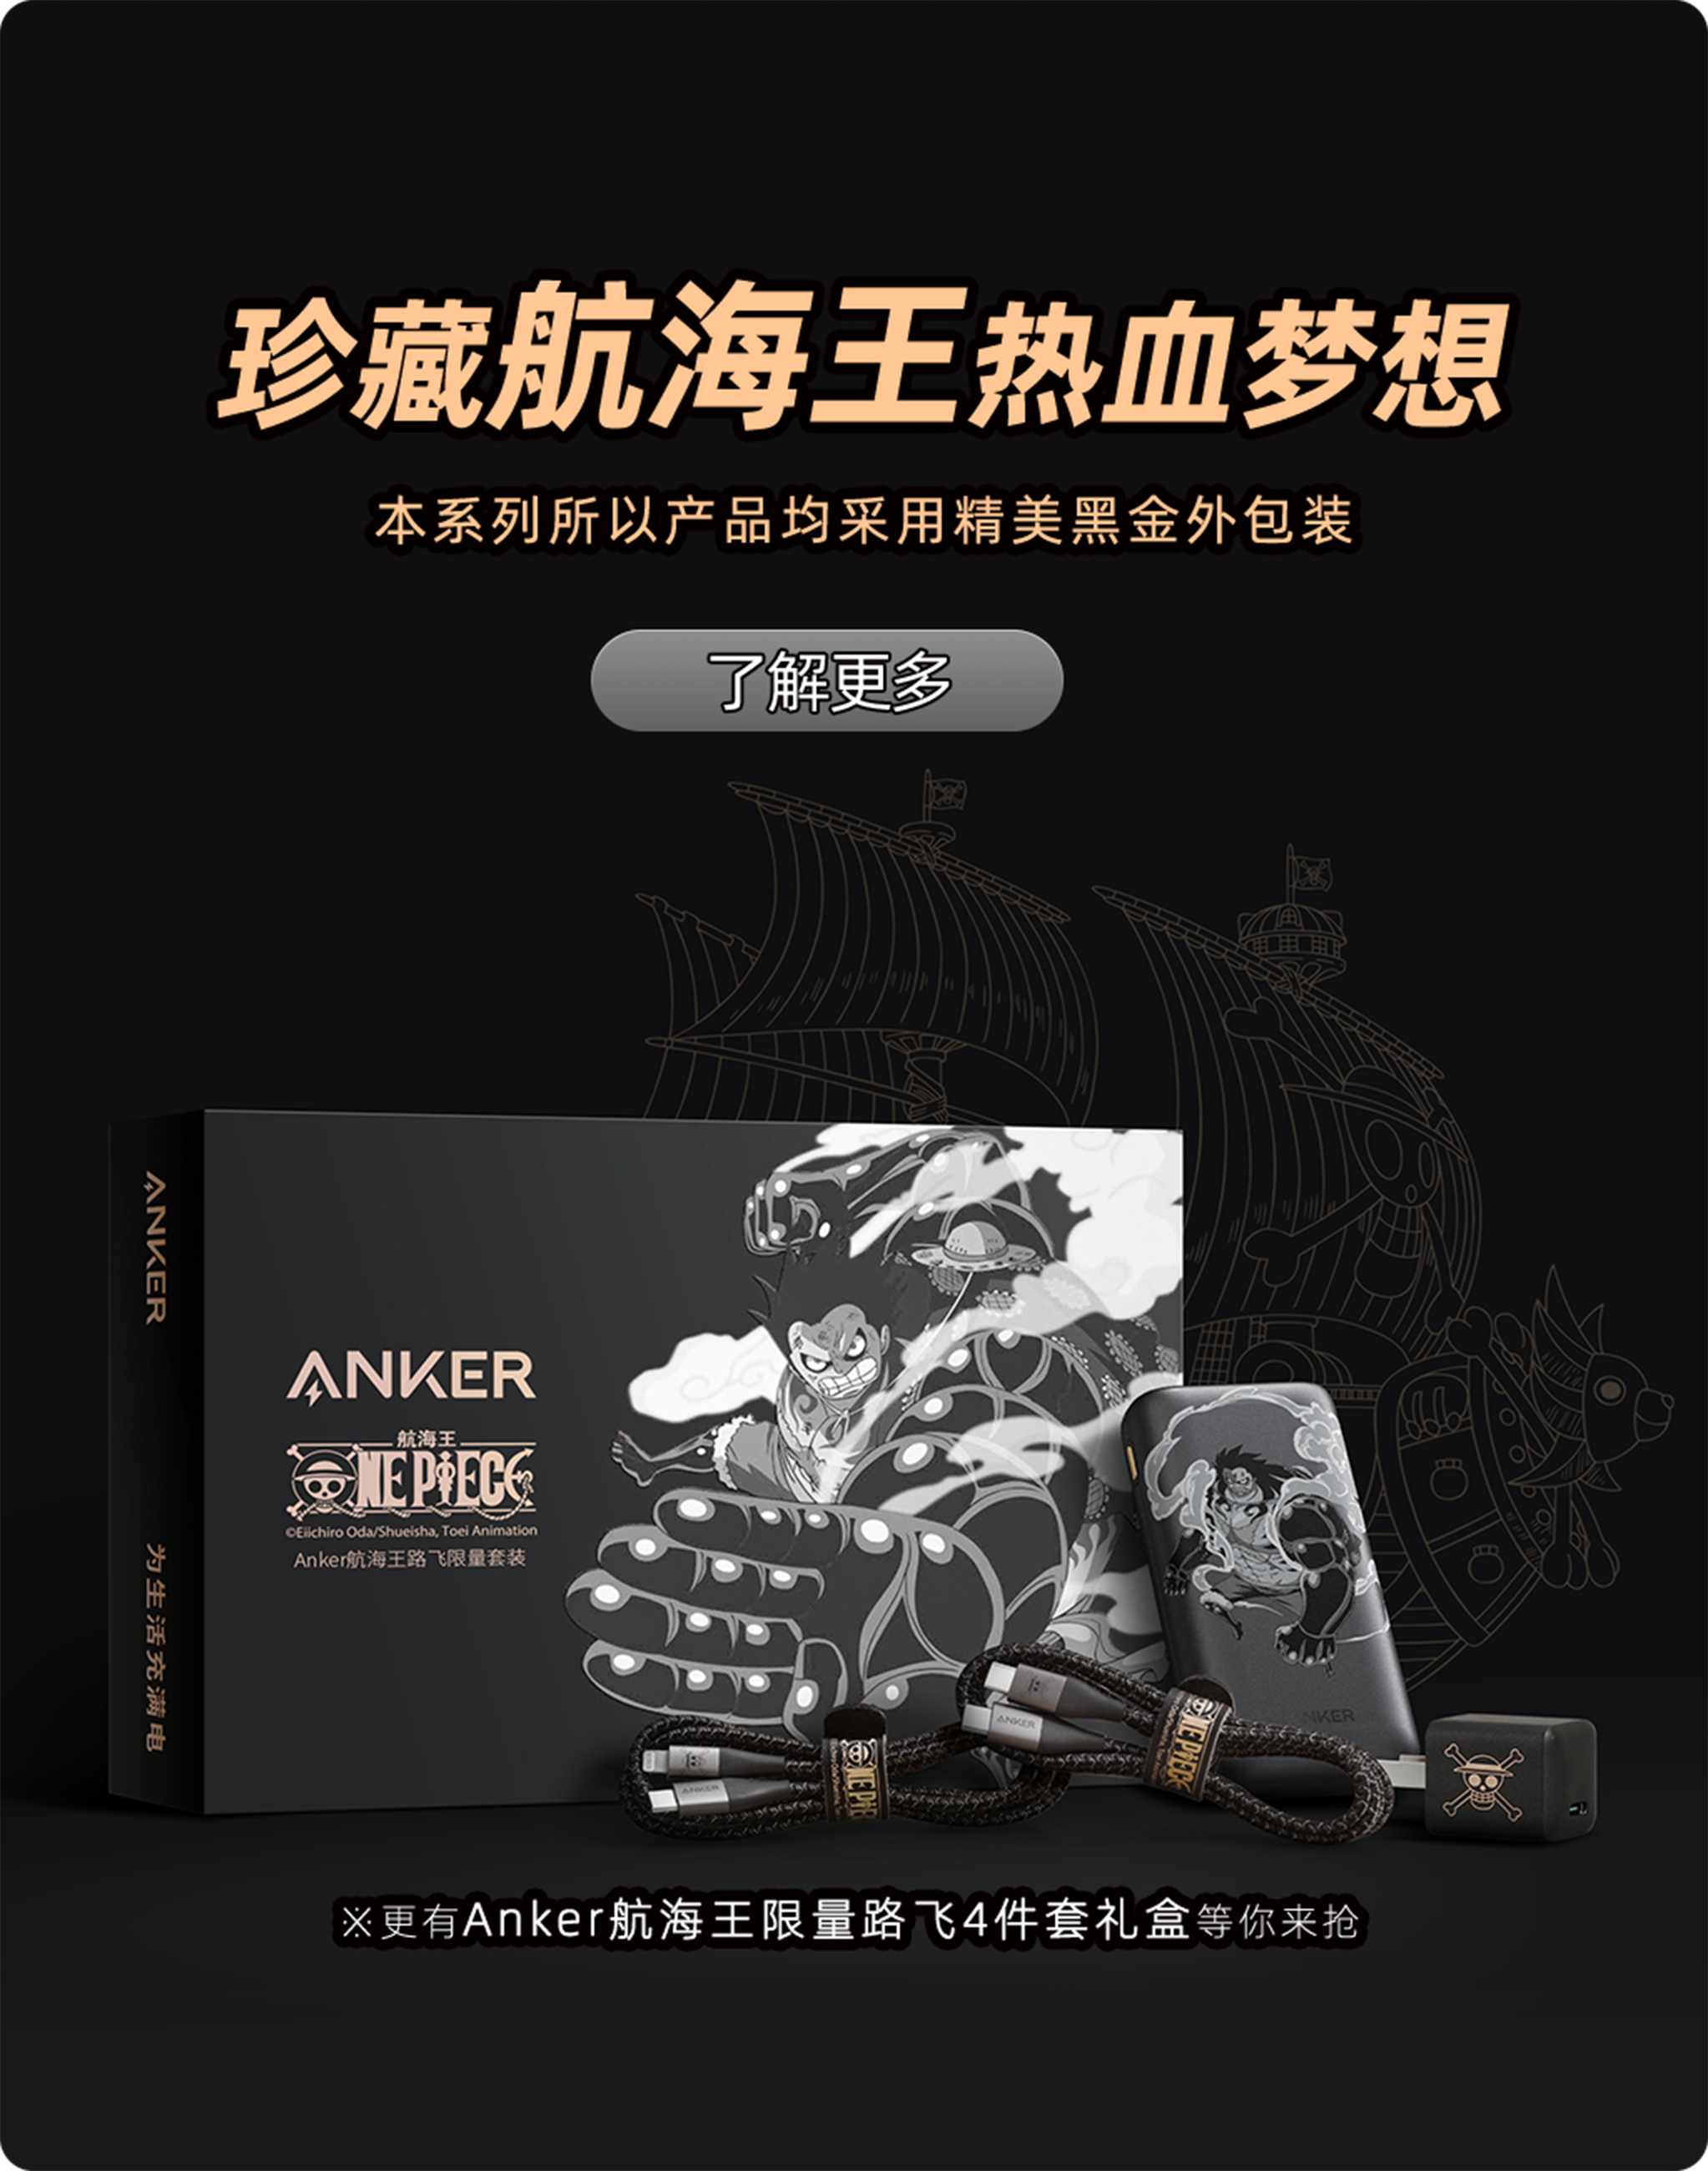 珍藏航海王热血梦想
本系列所以产品均采用精美黑金外包装
了解更多
ANKER
为生活充满电
ANKER
航海王
ONE PIECE
©Eiichiro Oda/Shueisha, Toei Animation
Anker航海王路飞限量套装
NKER
ANKER
ONE PIECE
ANKER
ONE PIECE
※更有Anker航海王限量路飞4件套礼盒等你来抢